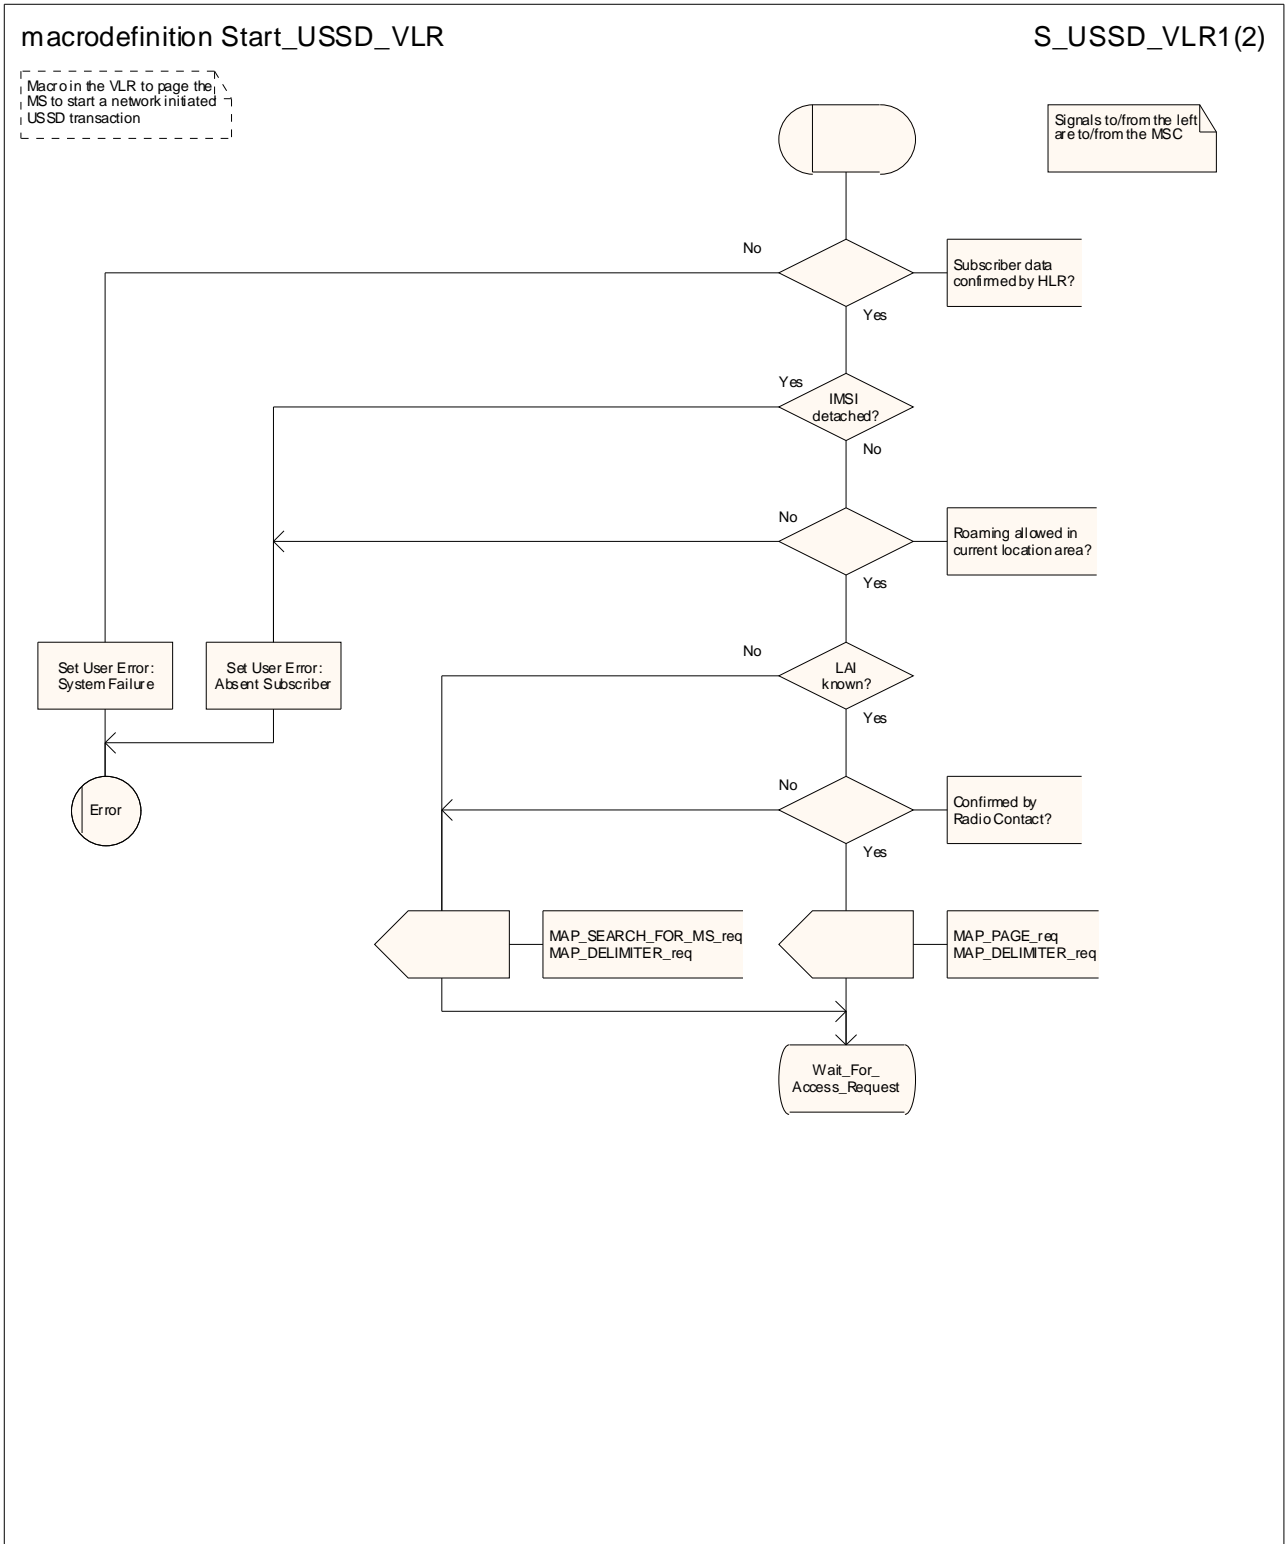 macrodefinition Start_USSD_VLR
S_USSD_VLR1(2)
Macro in the VLR to page the
MS to start a network initiated
USSD transaction
Signals to/from the left
are to/from the MSC
No
Subscriber data
confirmed by HLR?
Yes
Yes
IMSI
detached?
No
No
Roaming allowed in
current location area?
Yes
No
Set User Error:
System Failure
Set User Error:
Absent Subscriber
LAI
known?
Yes
No
Error
Confirmed by
Radio Contact?
Yes
MAP_SEARCH_FOR_MS_req
MAP_DELIMITER_req
MAP_PAGE_req
MAP_DELIMITER_req
Wait_For_
Access_Request